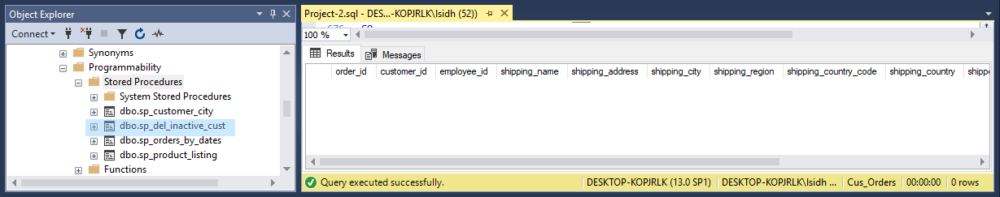 Object Explorer
Connect
Synonyms
Programmability
Stored Procedures
System Stored Procedures
dbo.sp_customer_city
dbo.sp_del_inactive_cust
dbo.sp_orders_by_dates
dbo.sp_product_listing
Functions
Project-2.sql - DES...-KOPJRLK\lsidh (52))
100 %
Results Messages
order_id customer_id employee_id shipping_name shipping_address shipping_city shipping_region shipping_country_code shipping_country shippe
Query executed successfully. DESKTOP-KOPJRLK (13.0 SP1) DESKTOP-KOPJRLK\lsidh ... Cus_Orders 00:00:00 0 rows